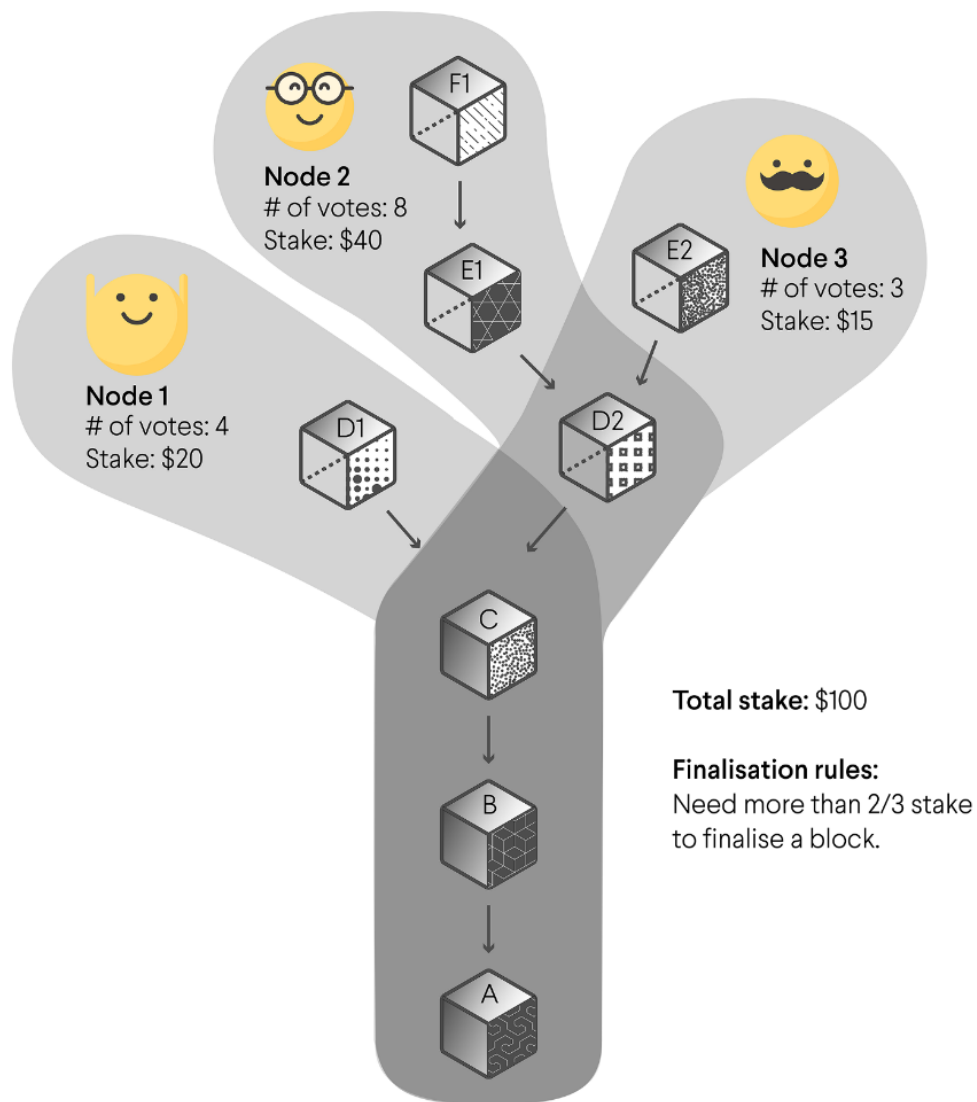 F1
Node 2
# of votes: 8
Stake: $40
E1
E2
Node 3
# of votes: 3
Stake: $15
Node 1
# of votes: 4
Stake: $20
D1
D2
C
Total stake: $100
Finalisation rules:
Need more than 2/3 stake
to finalise a block.
B
A